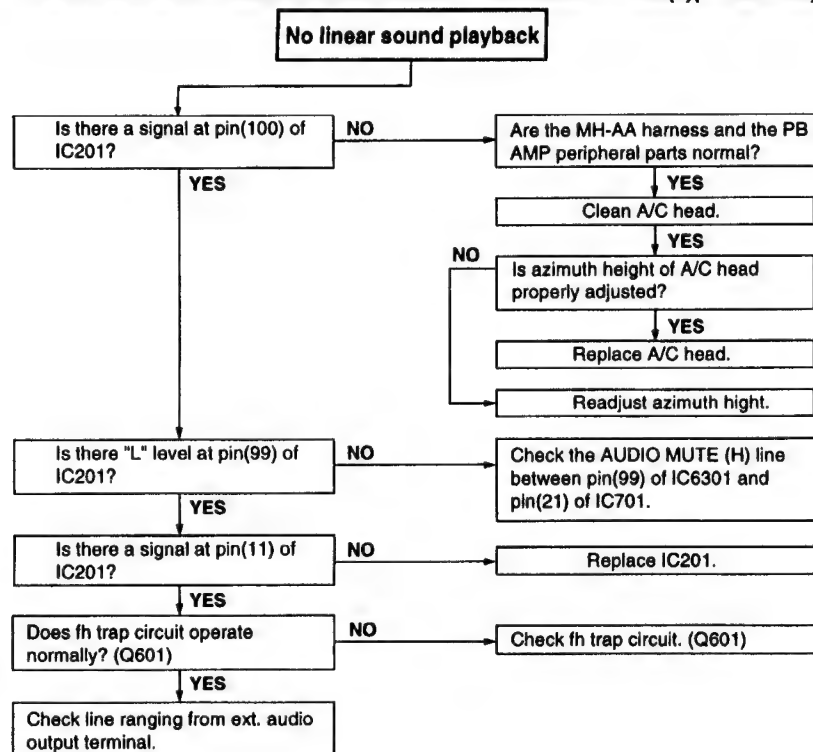 No linear sound playback
Is there a signal at pin(100) of
IC201?
NO
YES
Are the MH-AA harness and the PB
AMP peripheral parts normal?
YES
Clean A/C head.
YES
NO
Is azimuth height of A/C head
properly adjusted?
YES
Replace A/C head.
Readjust azimuth hight.
Is there "L" level at pin(99) of
IC201?
NO
YES
Check the AUDIO MUTE (H) line
between pin(99) of IC6301 and
pin(21) of IC701.
Is there a signal at pin(11) of
IC201?
NO
YES
Replace IC201.
Does fh trap circuit operate
normally? (Q601)
NO
YES
Check fh trap circuit. (Q601)
Check line ranging from ext. audio
output terminal.